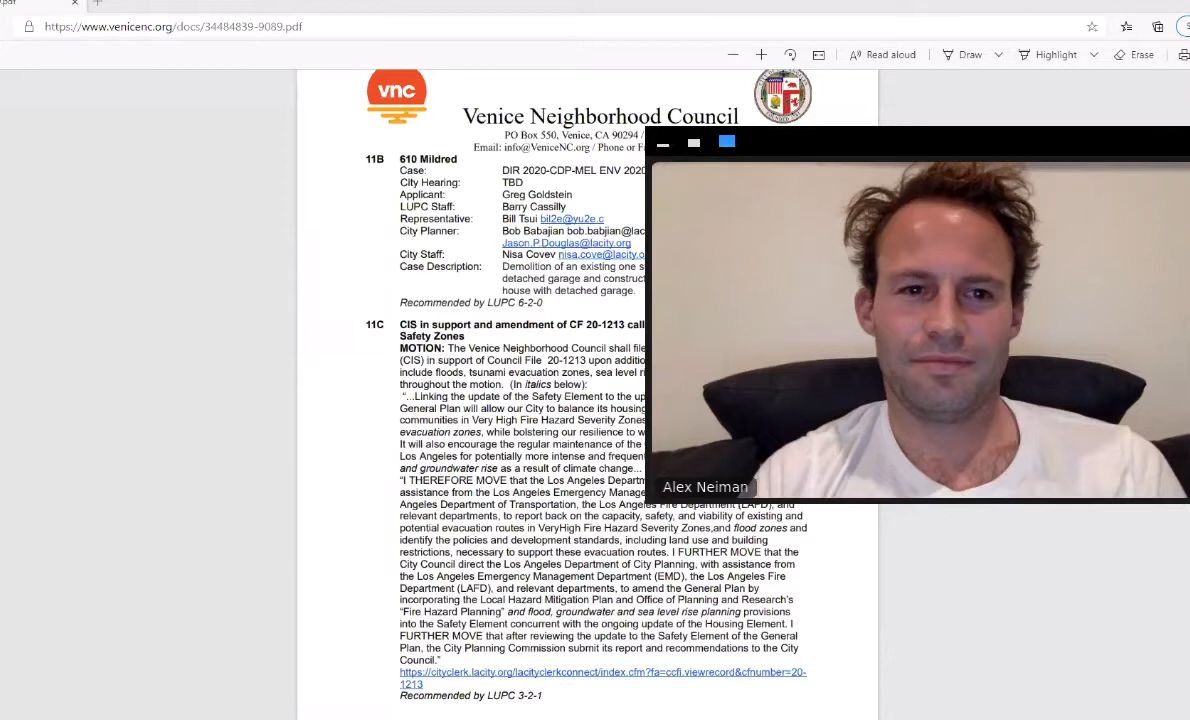 .pdf
https://www.venicenc.org/docs/34484839-9089.pdf
Read aloud
Draw
Highlight
Erase
vnc
Venice Neighborhood Council
PO Box 550, Venice, CA 90294 /
Email: info@VeniceNC.org / Phone or
11B 610 Mildred
Case: DIR 2020-CDP-MEL ENV 2020
City Hearing: TBD
Applicant: Greg Goldstein
LUPC Staff: Barry Cassilly
Representative: Bill Tsui bil2e@yu2e.c
City Planner: Bob Babajian bob.babjian@lac
Jason.P.Douglas@lacity.org
City Staff: Nisa Covev nisa.cove@lacity.o
Case Description: Demolition of an existing one
detached garage and construct
house with detached garage.
Recommended by LUPC 6-2-0
11C CIS in support and amendment of CF 20-1213
Safety Zones
MOTION: The Venice Neighborhood Council shall file
(CIS) in support of Council File 20-1213 upon
include floods, tsunami evacuation zones, sea level
throughout the motion. (In italics below):
“...Linking the update of the Safety Element to the
General Plan will allow our City to balance its housing
communities in Very High Fire Hazard Severity Zones
evacuation zones, while bolstering our resilience to
It will also encourage the regular maintenance of the
Los Angeles for potentially more intense and
and groundwater rise as a result of climate change...
“I THEREFORE MOVE that the Los Angeles
assistance from the Los Angeles Emergency
Angeles Department of Transportation, the Los Angeles Fire Department (LAFD), and
relevant departments, to report back on the capacity, safety, and viability of existing and
potential evacuation routes in VeryHigh Fire Hazard Severity Zones,and flood zones and
identify the policies and development standards, including land use and building
restrictions, necessary to support these evacuation routes. I FURTHER MOVE that the
City Council direct the Los Angeles Department of City Planning, with assistance from
the Los Angeles Emergency Management Department (EMD), the Los Angeles Fire
Department (LAFD), and relevant departments, to amend the General Plan by
incorporating the Local Hazard Mitigation Plan and Office of Planning and Research’s
“Fire Hazard Planning” and flood, groundwater and sea level rise planning provisions
into the Safety Element concurrent with the ongoing update of the Housing Element. I
FURTHER MOVE that after reviewing the update to the Safety Element of the General
Plan, the City Planning Commission submit its report and recommendations to the City
Council.”
https://cityclerk.lacity.org/lacityclerkconnect/index.cfm?fa=ccfi.viewrecord&cfnumber=20-
1213
Recommended by LUPC 3-2-1
Alex Neiman